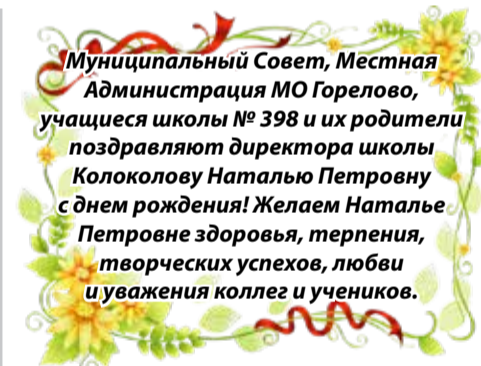 Муниципальный Совет, Местная
Администрация МО Горелово,
учащиеся школы № 398 и их родители
поздравляют директора школы
Колоколову Наталью Петровну
с днем рождения! Желаем Наталье
Петровне здоровья, терпения,
творческих успехов, любви
и уважения коллег и учеников.